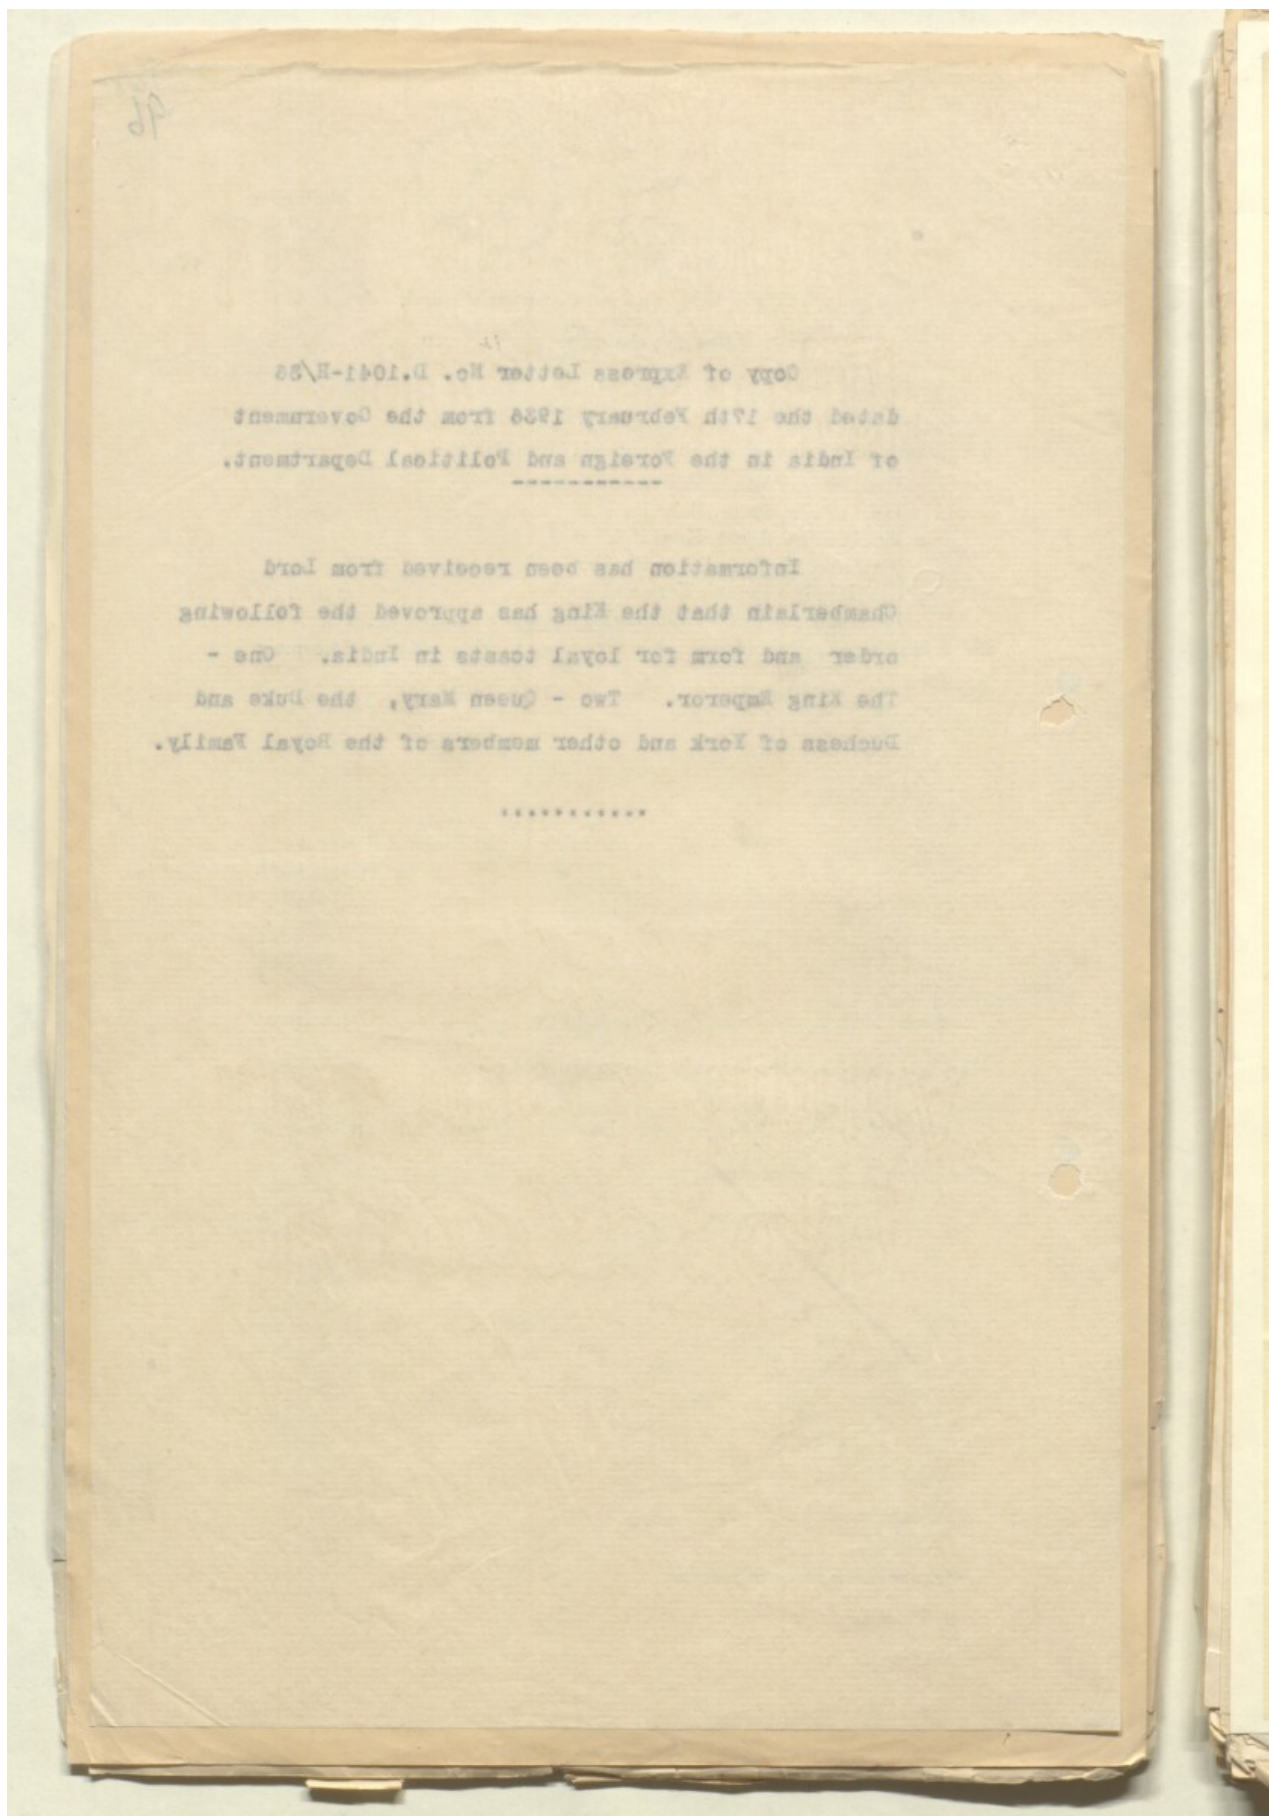 96
Copy of Express Letter No. D.1041-H/36
dated the 17th February 1936 from the Government
of India in the Foreign and Political Department.
------------
Information has been received from Lord
Chamberlain that the King has approved the following
order and form for loyal toasts in India. One -
The King Emperor. Two - Queen Mary, the Duke and
Duchess of York and other members of the Royal Family.
...........